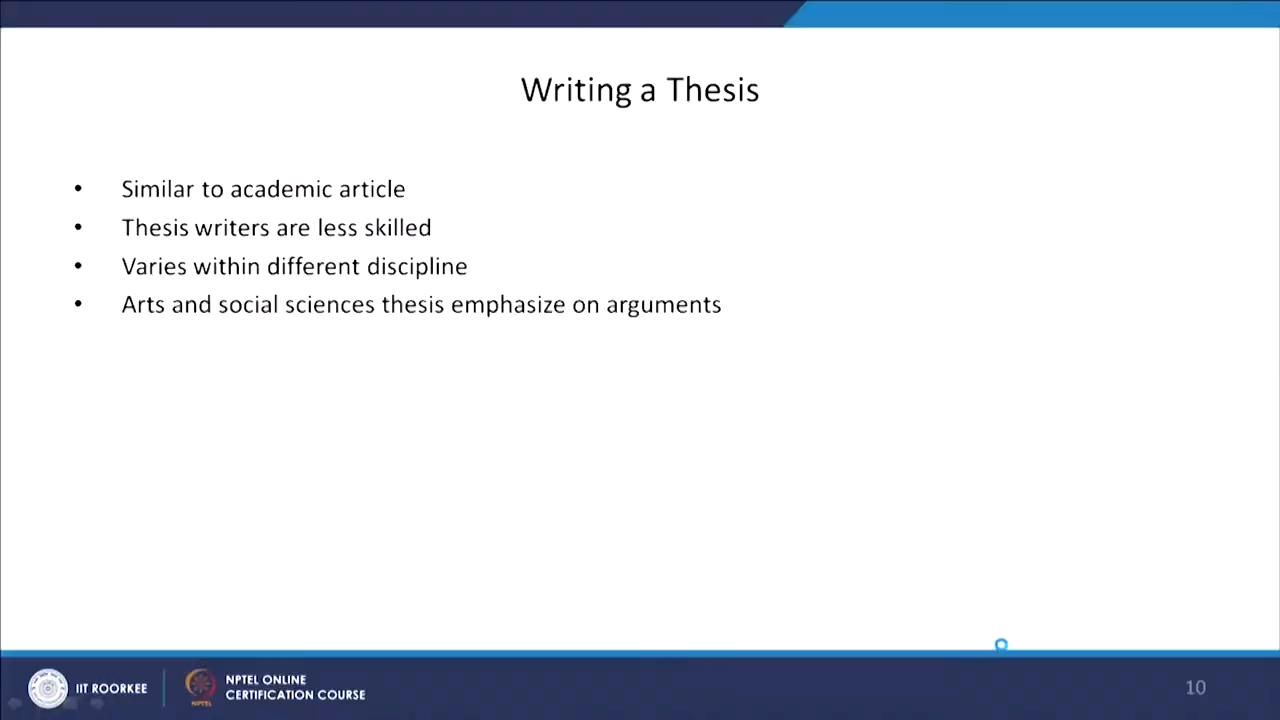 Writing a Thesis
• Similar to academic article
• Thesis writers are less skilled
• Varies within different discipline
• Arts and social sciences thesis emphasize on arguments
IIT ROORKEE
NPTEL
NPTEL ONLINE
CERTIFICATION COURSE
10